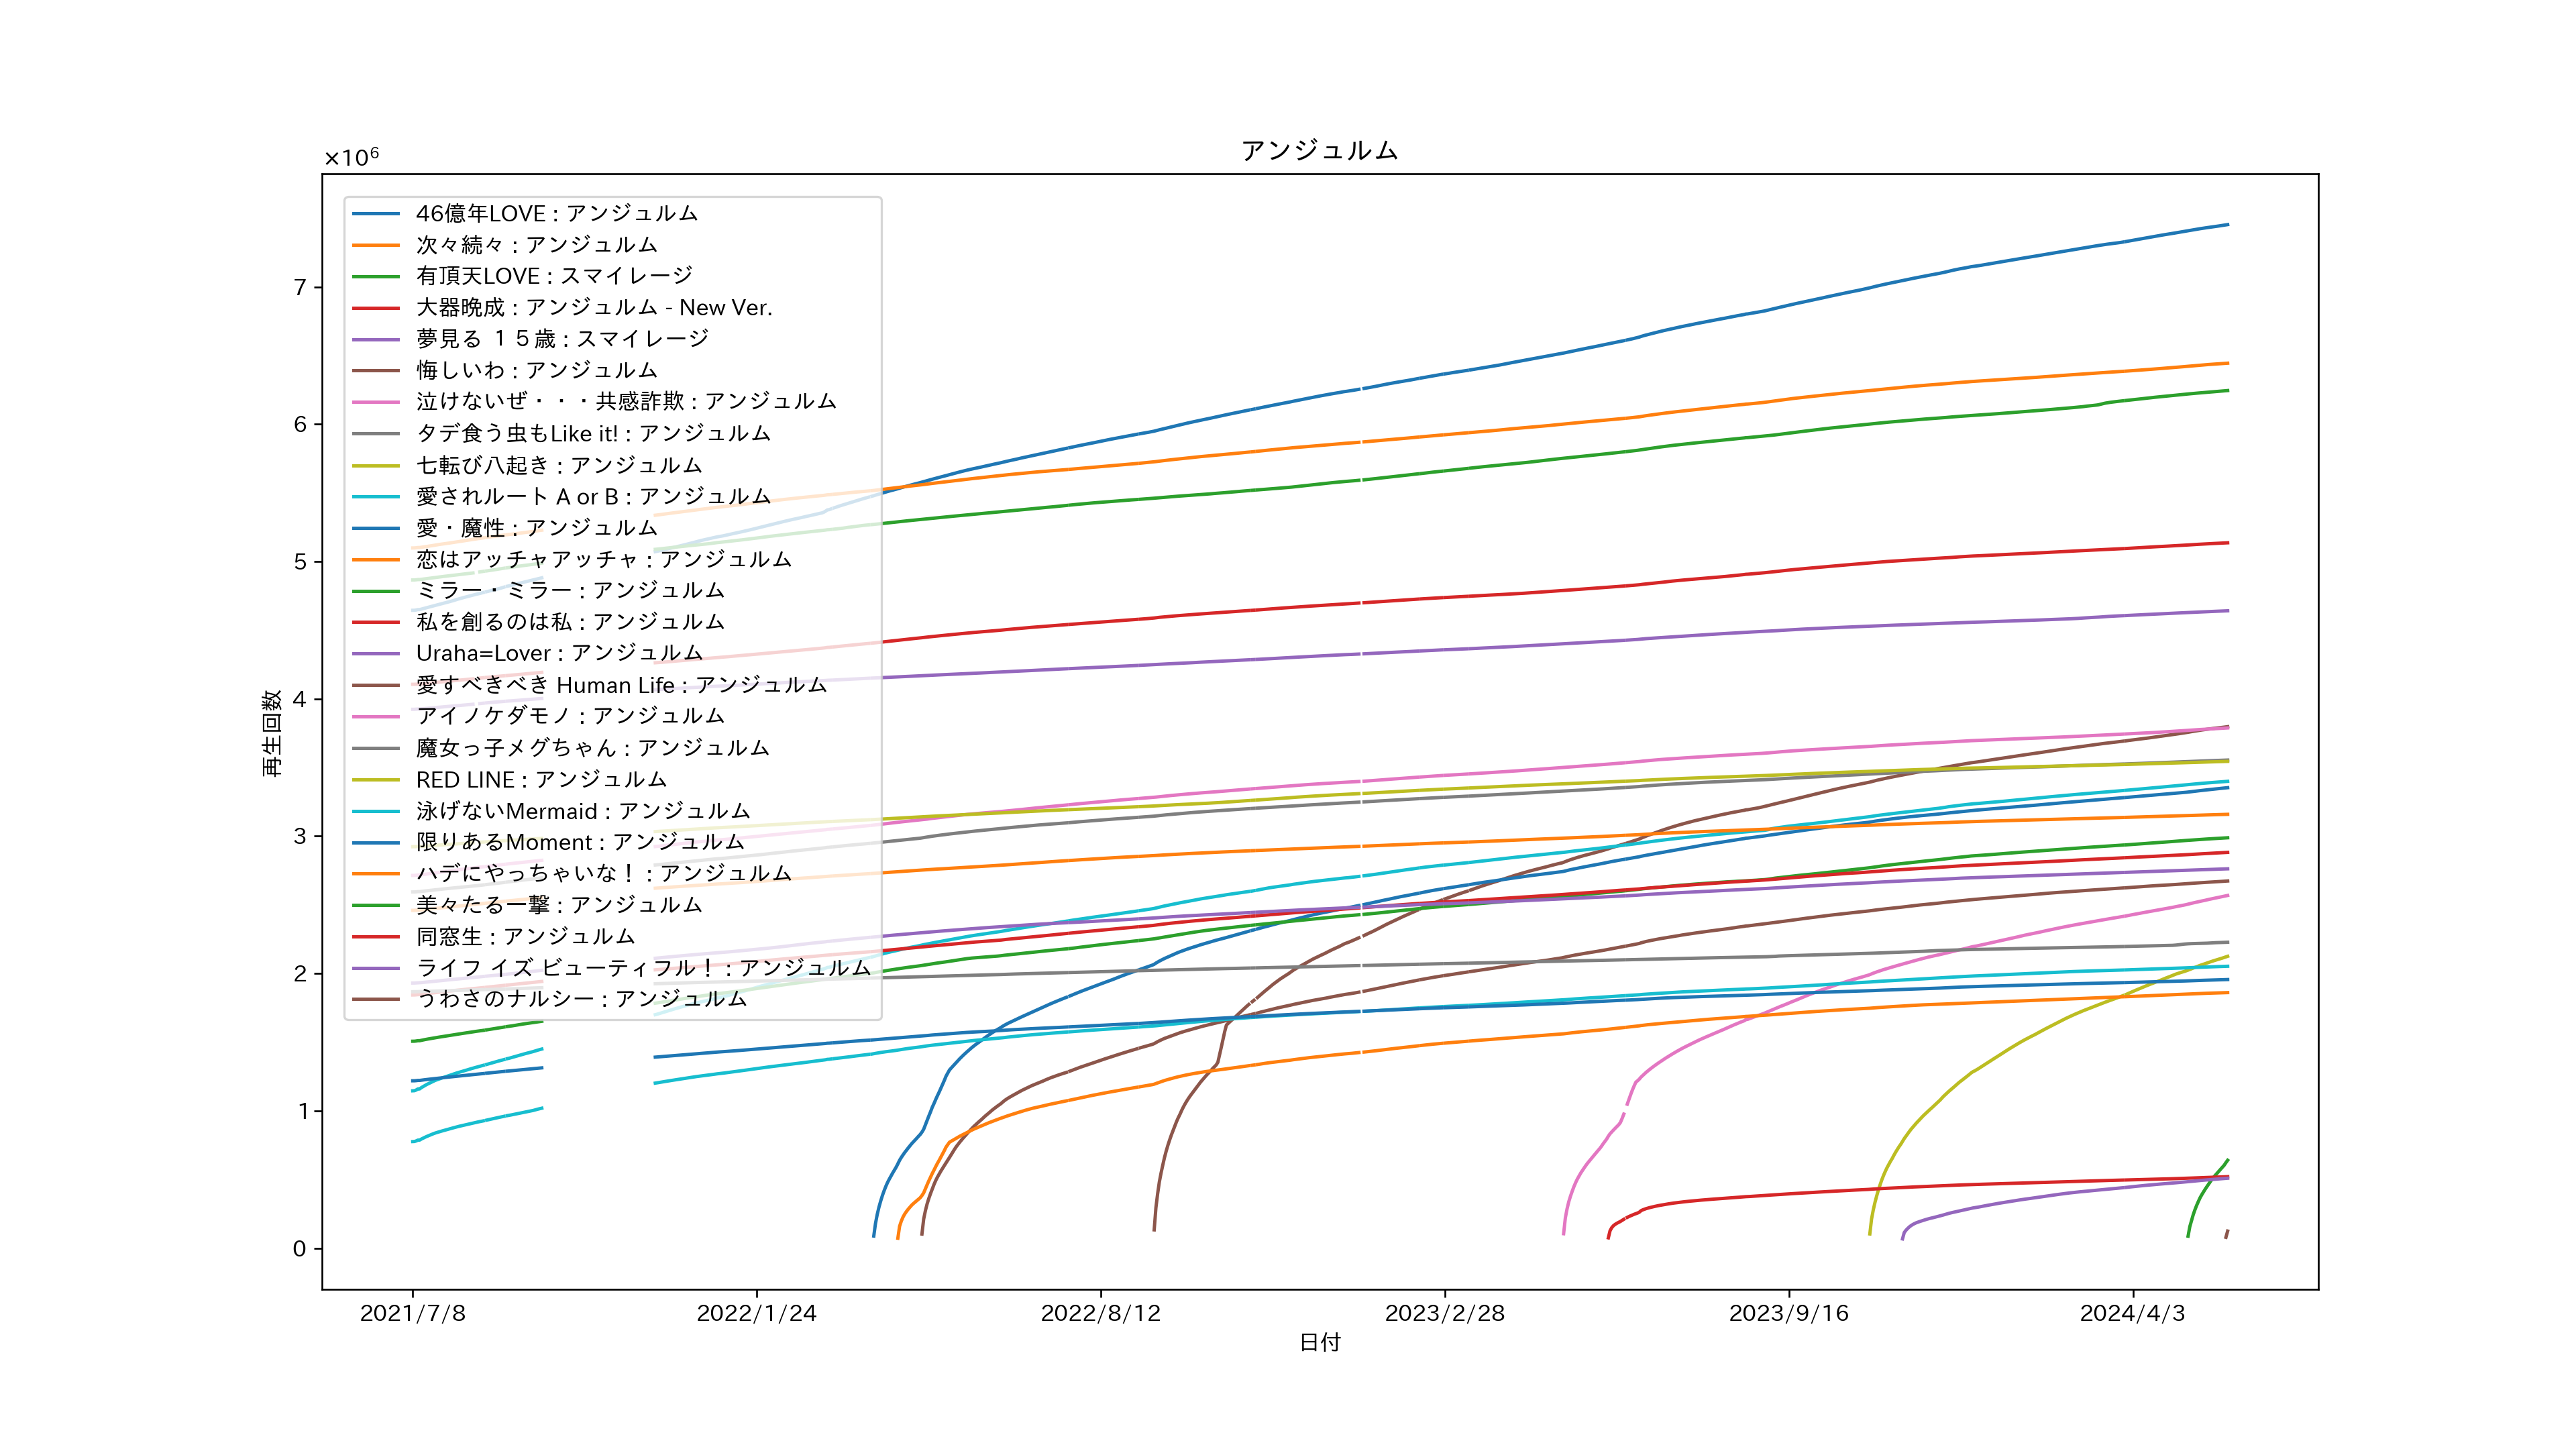 アンジュルム
×10⁶
46億年LOVE : アンジュルム
次々続々 : アンジュルム
有頂天LOVE : スマイレージ
大器晩成 : アンジュルム - New Ver.
夢見る １５歳 : スマイレージ
悔しいわ : アンジュルム
泣けないぜ・・・共感詐欺 : アンジュルム
タデ食う虫もLike it! : アンジュルム
七転び八起き : アンジュルム
愛されルート A or B : アンジュルム
愛・魔性 : アンジュルム
恋はアッチャアッチャ : アンジュルム
ミラー・ミラー : アンジュルム
私を創るのは私 : アンジュルム
Uraha=Lover : アンジュルム
愛すべきべき Human Life : アンジュルム
アイノケダモノ : アンジュルム
魔女っ子メグちゃん : アンジュルム
RED LINE : アンジュルム
泳げないMermaid : アンジュルム
限りあるMoment : アンジュルム
ハデにやっちゃいな！ : アンジュルム
美々たる一撃 : アンジュルム
同窓生 : アンジュルム
ライフ イズ ビューティフル！ : アンジュルム
うわさのナルシー : アンジュルム
7
6
5
4
3
2
1
0
再生回数
2021/7/8
2022/1/24
2022/8/12
2023/2/28
2023/9/16
2024/4/3
日付